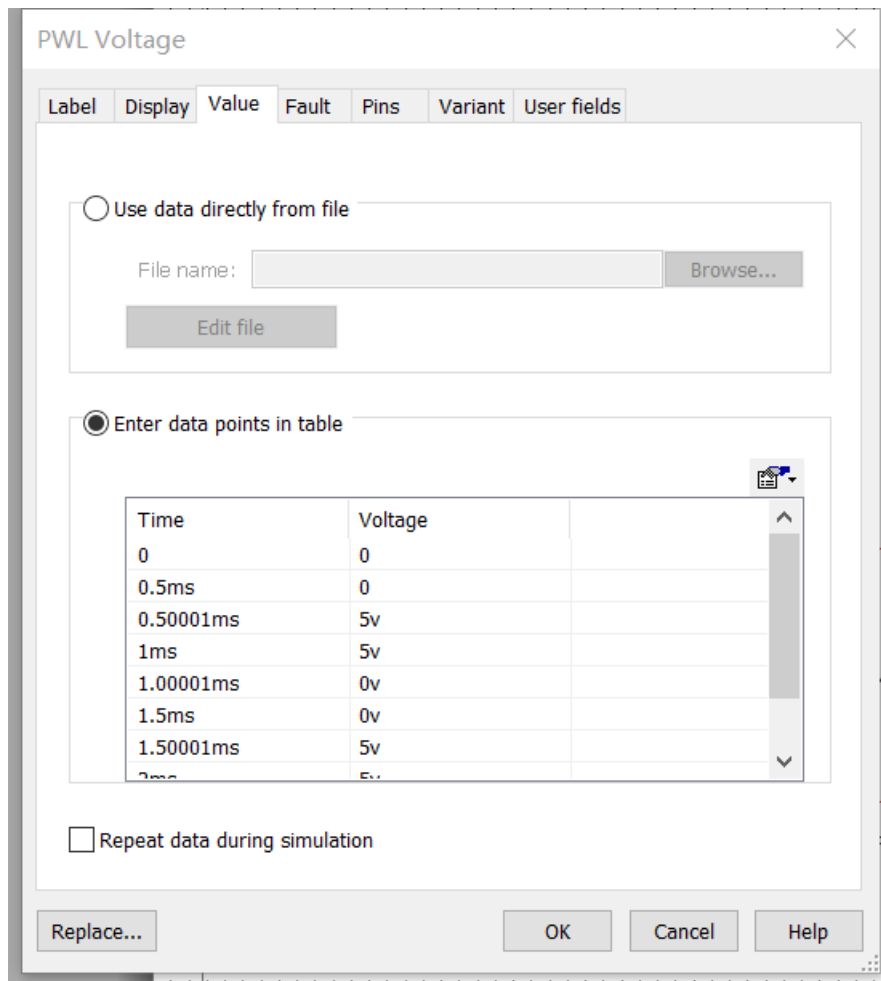 PWL Voltage
Label Display Value Fault Pins Variant User fields
Use data directly from file
File name: Browse...
Edit file
Enter data points in table
Time Voltage
0 0
0.5ms 0
0.50001ms 5v
1ms 5v
1.00001ms 0v
1.5ms 0v
1.50001ms 5v
2ms 5v
Repeat data during simulation
Replace... OK Cancel Help